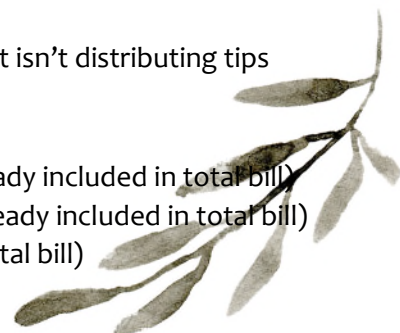 t isn’t distributing tips
ady included in total bill)
eady included in total bill)
tal bill)